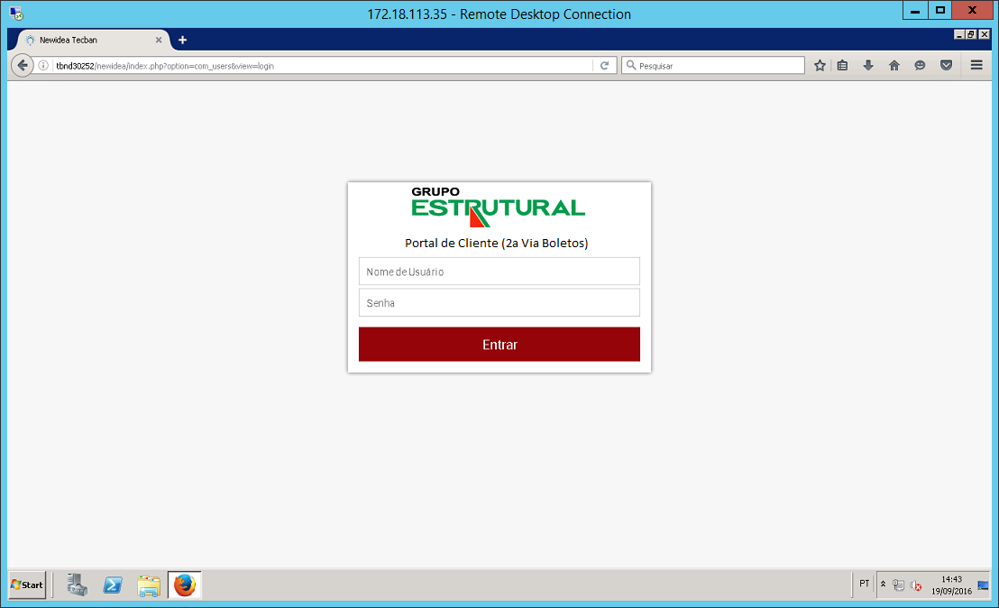 172.18.113.35 - Remote Desktop Connection
Newidea Tecban
tbnd30252/newidea/index.php?option=com_users&view=login
Pesquisar
GRUPO
ESTRUTURAL
Portal de Cliente (2a Via Boletos)
Nome de Usuário
Senha
Entrar
Start
PT
14:43
19/09/2016